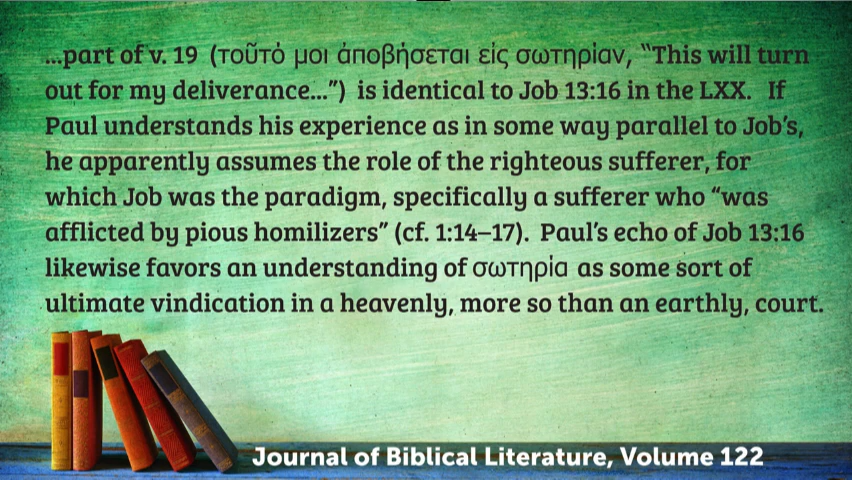 ...part of v. 19 (τοῦτό μοι ἀποβήσεται εἰς σωτηρίαν, “This will turn
out for my deliverance...”) is identical to Job 13:16 in the LXX. If
Paul understands his experience as in some way parallel to Job’s,
he apparently assumes the role of the righteous sufferer, for
which Job was the paradigm, specifically a sufferer who “was
afflicted by pious homilizers” (cf. 1:14–17). Paul’s echo of Job 13:16
likewise favors an understanding of σωτηρία as some sort of
ultimate vindication in a heavenly, more so than an earthly, court.
Journal of Biblical Literature, Volume 122